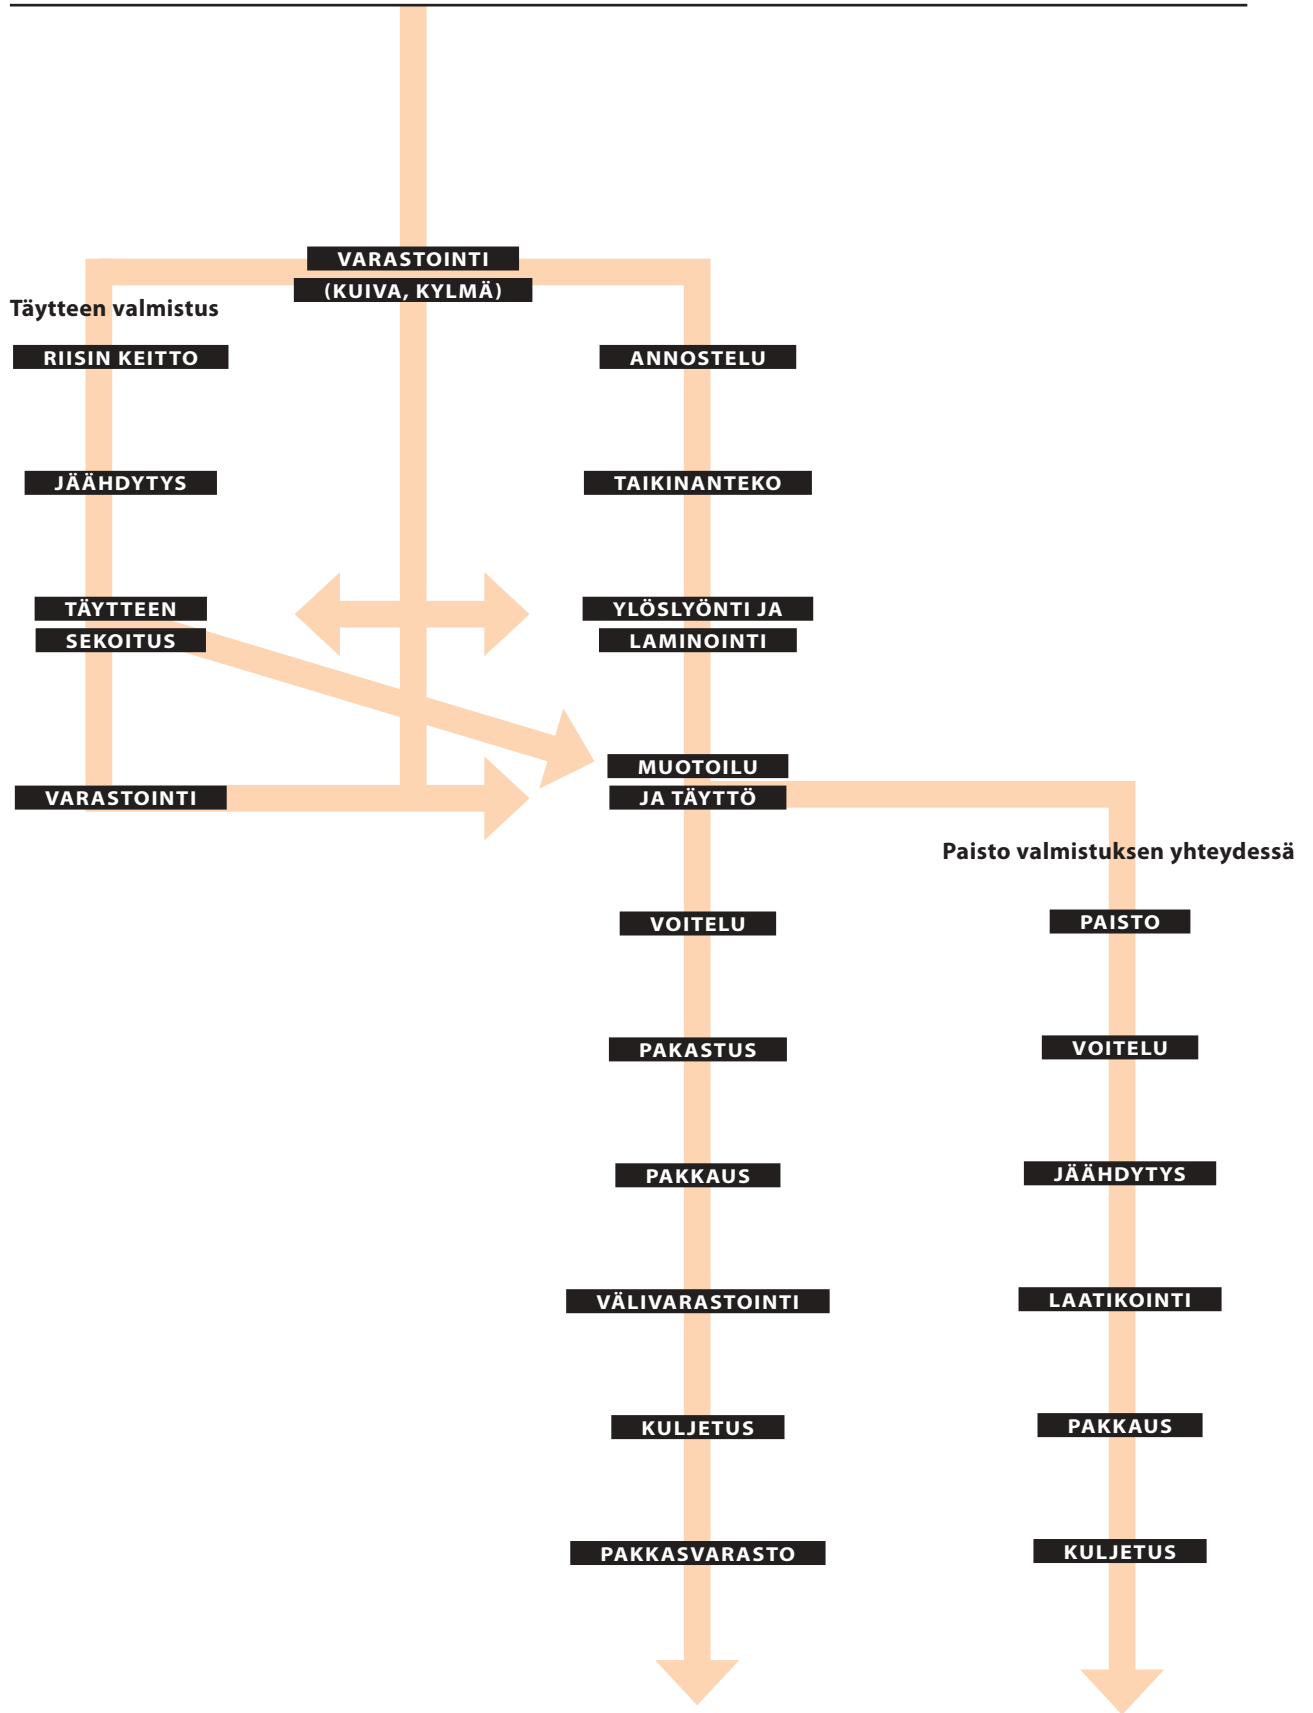 VARASTOINTI
(KUIVA, KYLMÄ)
Täytteen valmistus
RIISIN KEITTO
ANNOSTELU
JÄÄHDYTYS
TAIKINANTEKO
TÄYTTEEN
SEKOITUS
YLÖSLYÖNTI JA
LAMINOINTI
MUOTOILU
JA TÄYTTÖ
VARASTOINTI
Paisto valmistuksen yhteydessä
VOITELU
PAISTO
PAKASTUS
VOITELU
PAKKAUS
JÄÄHDYTYS
VÄLIVARASTOINTI
LAATIKOINTI
KULJETUS
PAKKAUS
PAKKASVARASTO
KULJETUS